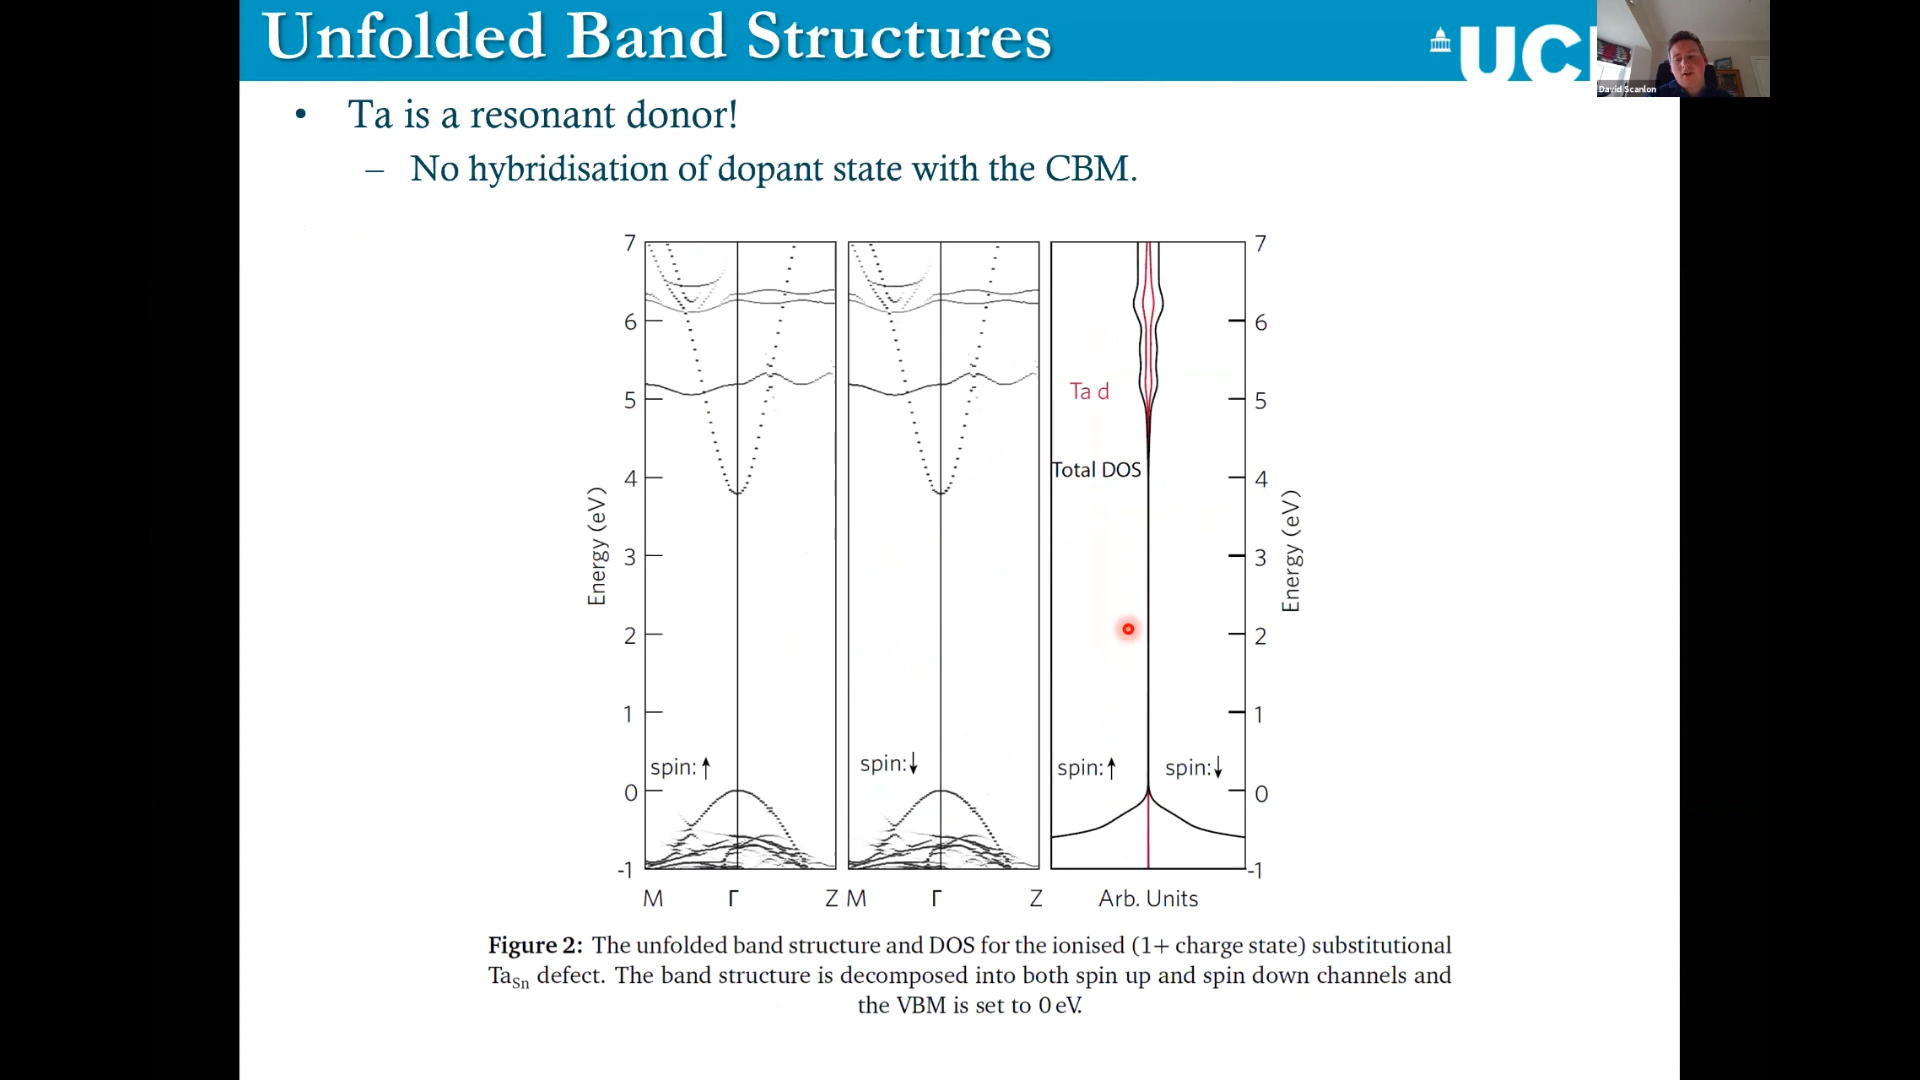 Unfolded Band Structures
UC
David Scanlon
• Ta is a resonant donor!
– No hybridisation of dopant state with the CBM.
7
6
5
4
3
2
1
0
-1
Energy (eV)
spin:↑
M Γ Z
spin:↓
M Γ Z
Ta d
Total DOS
spin:↑ spin:↓
Arb. Units
7
6
5
4
3
2
1
0
-1
Energy (eV)
Figure 2: The unfolded band structure and DOS for the ionised (1+ charge state) substitutional
TaSn defect. The band structure is decomposed into both spin up and spin down channels and
the VBM is set to 0 eV.